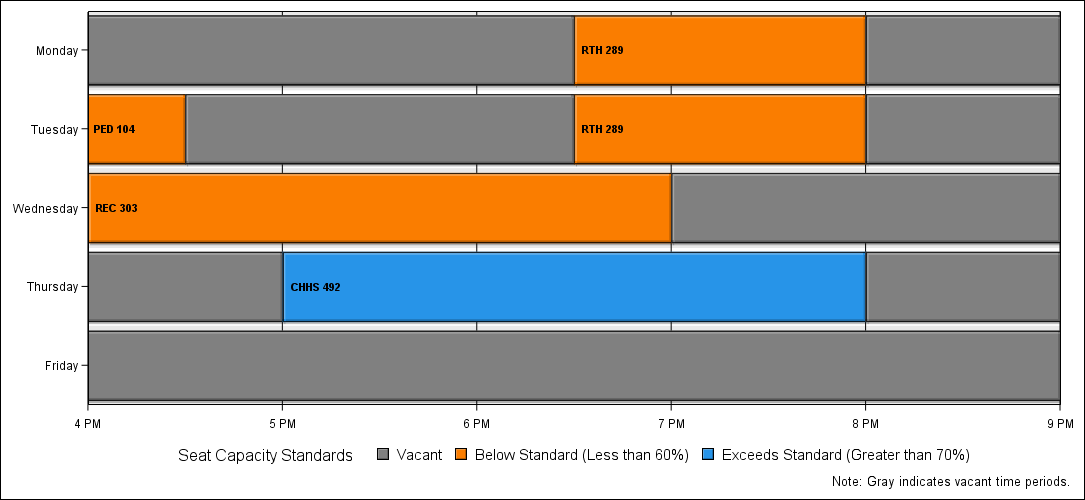 Monday
RTH 289
Tuesday
PED 104
RTH 289
Wednesday
REC 303
Thursday
CHHS 492
Friday
4 PM 5 PM 6 PM 7 PM 8 PM 9 PM
Seat Capacity Standards Vacant Below Standard (Less than 60%) Exceeds Standard (Greater than 70%)
Note: Gray indicates vacant time periods.